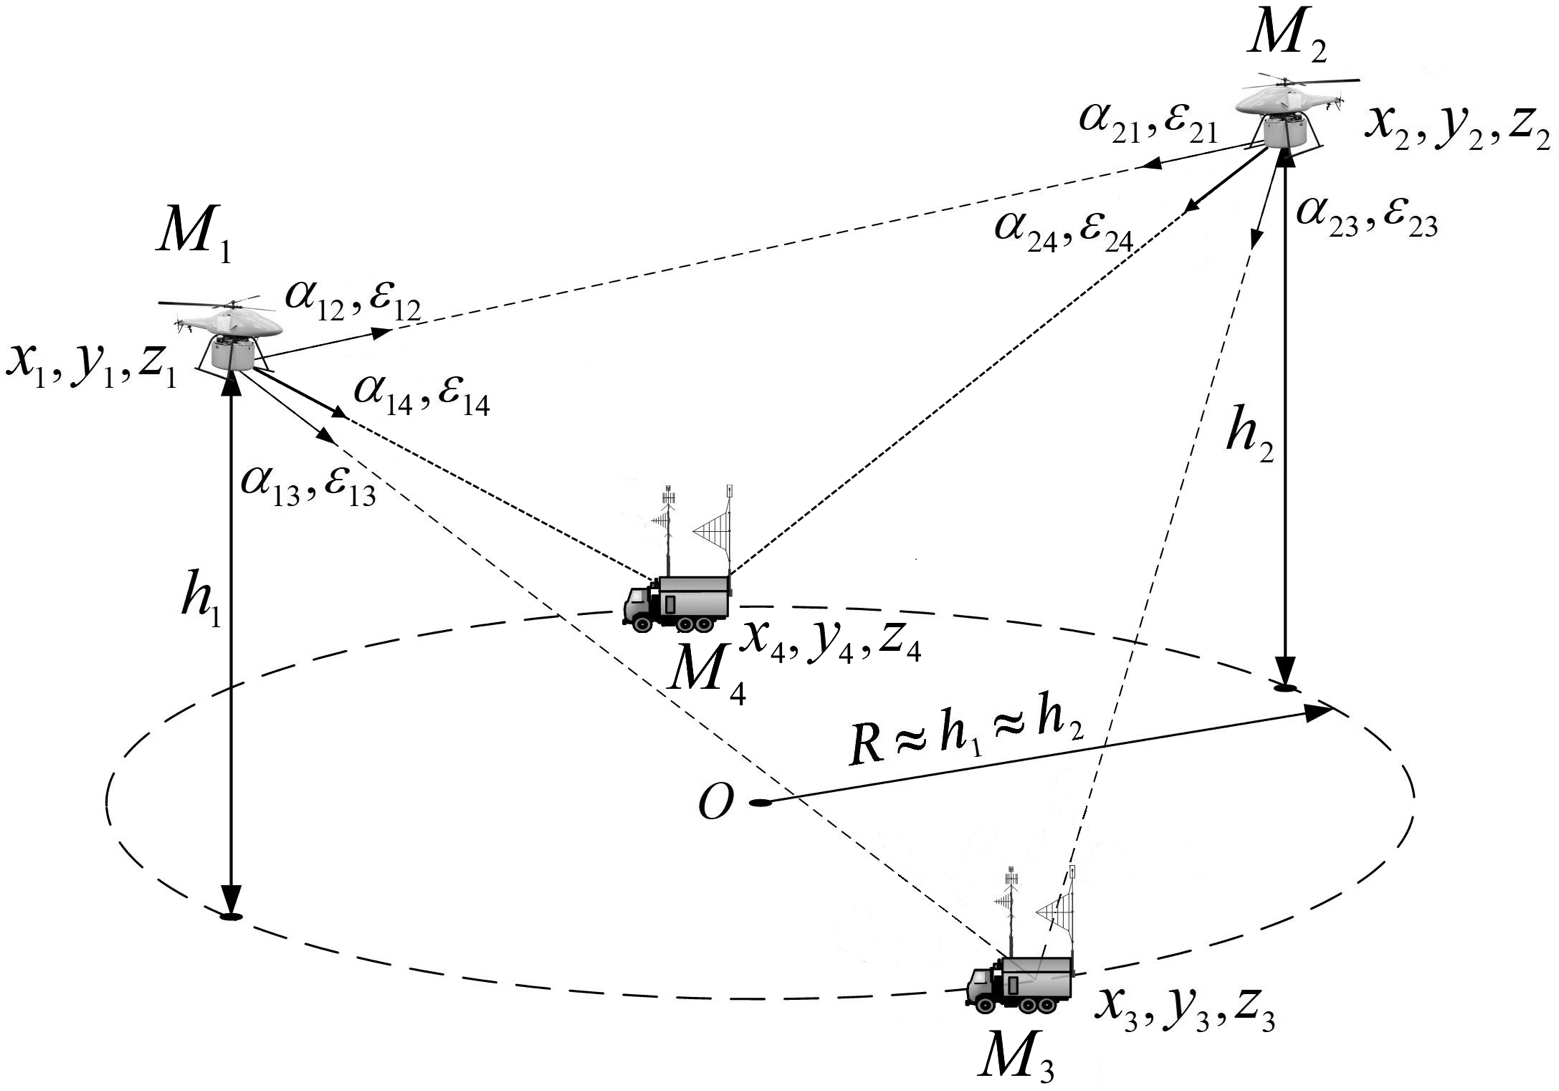 M₂
α₂₁, ε₂₁
x₂, y₂, z₂
M₁
α₂₄, ε₂₄
α₂₃, ε₂₃
α₁₂, ε₁₂
x₁, y₁, z₁
α₁₄, ε₁₄
h₂
α₁₃, ε₁₃
h₁
x₄, y₄, z₄
M₄
R ≈ h₁ ≈ h₂
O
x₃, y₃, z₃
M₃